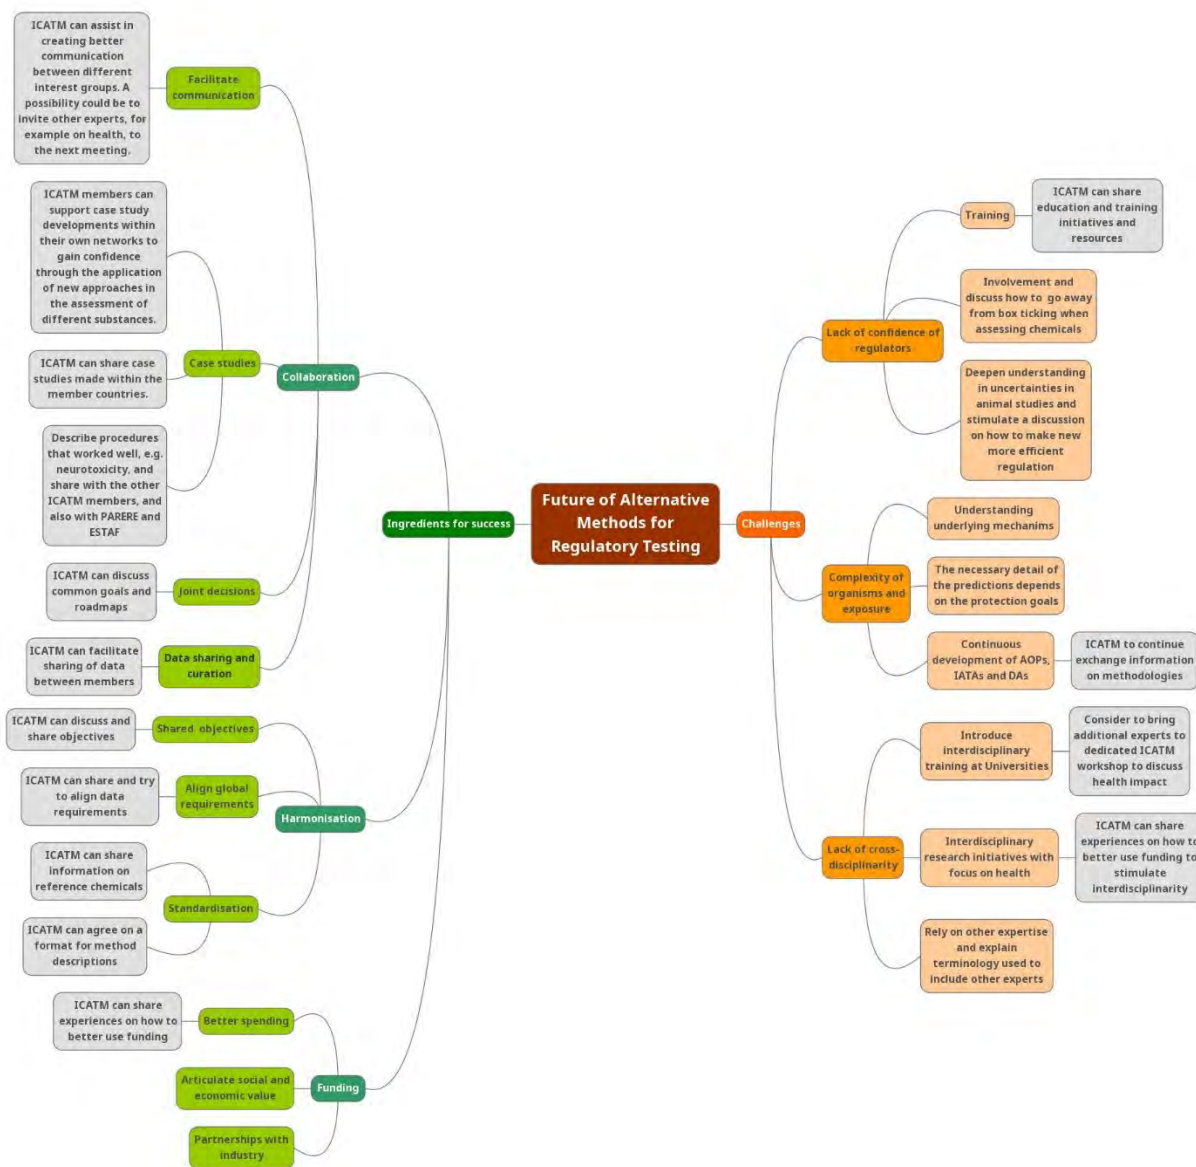 ICATM can assist in
creating better
communication
between different
interest groups. A
possibility could be to
invite other experts, for
example on health, to
the next meeting.
Facilitate
communication
ICATM members can
support case study
developments within
their own networks to
gain confidence
through the application
of new approaches in
the assessment of
different substances.
ICATM can share case
studies made within the
member countries.
Describe procedures
that worked well, e.g.
neurotoxicity, and
share with the other
ICATM members, and
also with PARERE and
ESTAF
Case studies
Collaboration
ICATM can discuss
common goals and
roadmaps
Joint decisions
ICATM can facilitate
sharing of data
between members
Data sharing and
curation
Ingredients for success
ICATM can discuss and
share objectives
Shared objectives
ICATM can share and try
to align data
requirements
Align global
requirements
Harmonisation
ICATM can share
information on
reference chemicals
ICATM can agree on a
format for method
descriptions
Standardisation
ICATM can share
experiences on how to
better use funding
Better spending
Articulate social and
economic value
Funding
Partnerships with
industry
Future of Alternative
Methods for
Regulatory Testing
Challenges
Lack of confidence of
regulators
Training
ICATM can share
education and training
initiatives and
resources
Involvement and
discuss how to go away
from box ticking when
assessing chemicals
Deepen understanding
in uncertainties in
animal studies and
stimulate a discussion
on how to make new
more efficient
regulation
Complexity of
organisms and
exposure
Understanding
underlying mechanims
The necessary detail of
the predictions depends
on the protection goals
Continuous
development of AOPs,
IATAs and DAs
ICATM to continue
exchange information
on methodologies
Lack of cross-
disciplinarity
Introduce
interdisciplinary
training at Universities
Consider to bring
additional experts to
dedicated ICATM
workshop to discuss
health impact
Interdisciplinary
research initiatives with
focus on health
ICATM can share
experiences on how to
better use funding to
stimulate
interdisciplinarity
Rely on other expertise
and explain
terminology used to
include other experts